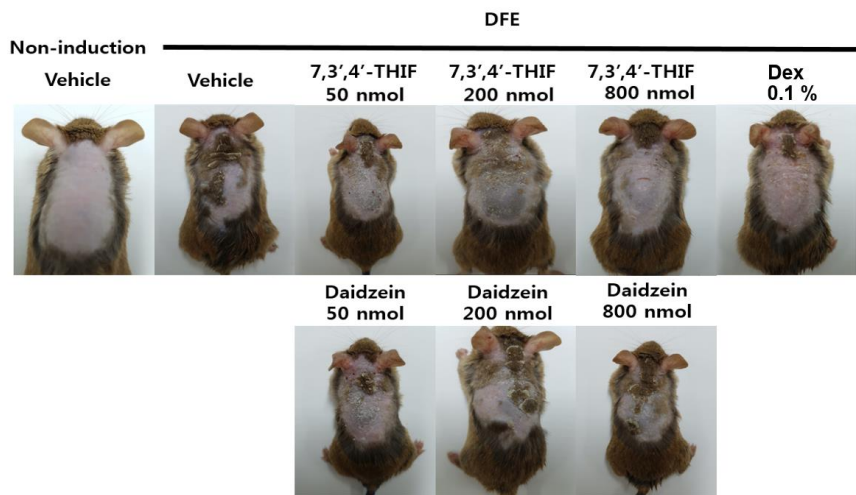 DFE
Non-induction
Vehicle
Vehicle
7,3′,4′-THIF
50 nmol
7,3′,4′-THIF
200 nmol
7,3′,4′-THIF
800 nmol
Dex
0.1 %
Daidzein
50 nmol
Daidzein
200 nmol
Daidzein
800 nmol